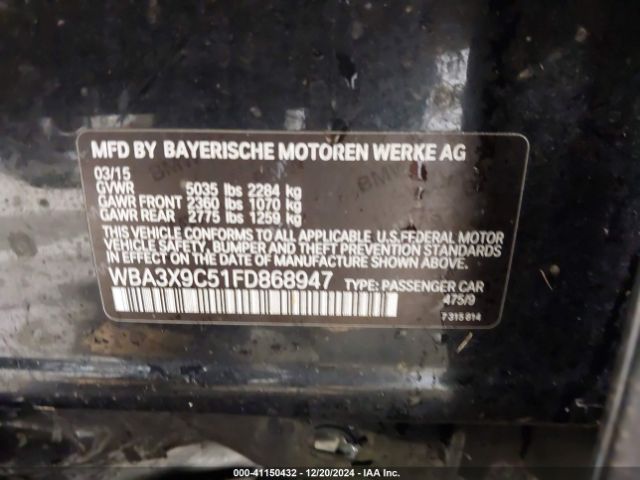 MFD BY BAYERISCHE MOTOREN WERKE AG
03/15
GVWR 5035 lbs 2284 kg
GAWR FRONT 2360 lbs 1070 kg
GAWR REAR 2775 lbs 1259 kg
THIS VEHICLE CONFORMS TO ALL APPLICABLE U.S.FEDERAL MOTOR
VEHICLE SAFETY, BUMPER AND THEFT PREVENTION STANDARDS
IN EFFECT ON THE DATE OF MANUFACTURE SHOWN ABOVE.
WBA3X9C51FD868947 TYPE: PASSENGER CAR
475/9
7 315 814
000-41150432 - 12/20/2024 - IAA Inc.